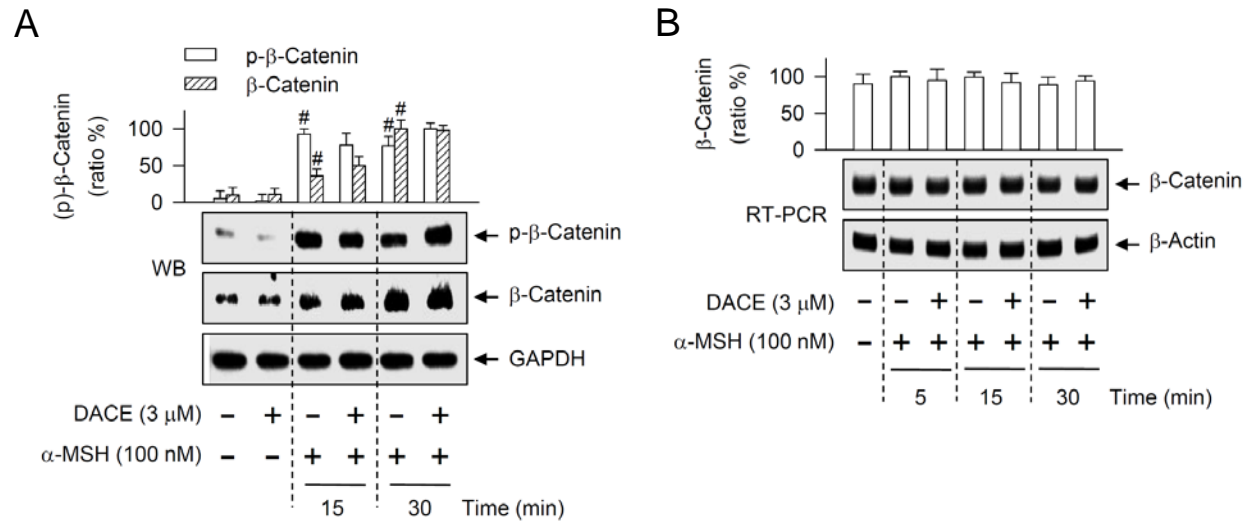 A
p-β-Catenin
β-Catenin
(p)-β-Catenin
(ratio %)
100
50
0
# # # #
WB
p-β-Catenin
β-Catenin
GAPDH
DACE (3 μM) − + − + − +
α-MSH (100 nM) − − + + + +
15 30 Time (min)
B
β-Catenin
(ratio %)
100
50
0
RT-PCR
β-Catenin
β-Actin
DACE (3 μM) − − + − + − +
α-MSH (100 nM) − + + + + + +
5 15 30 Time (min)